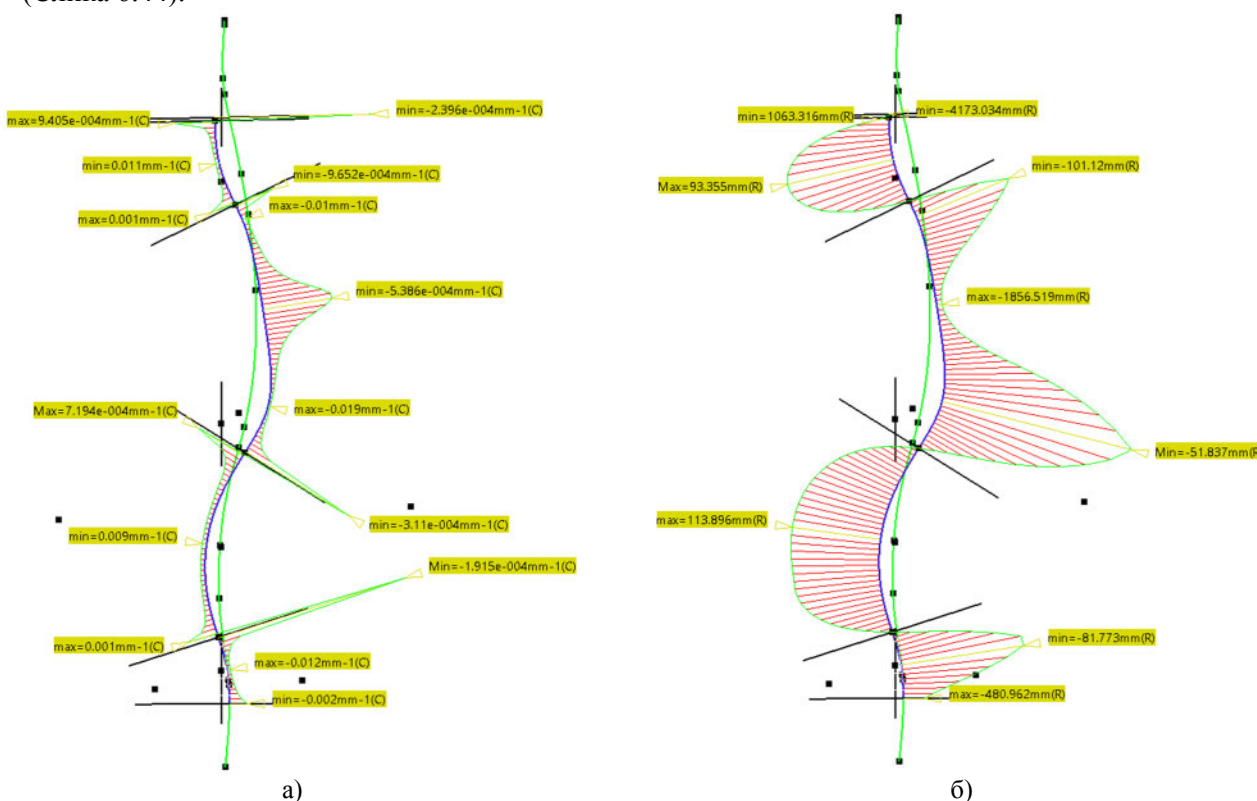 (Слика 6.44).
min=-2.396e-004mm-1(C)
max=9.405e-004mm-1(C)
min=0.011mm-1(C)
min=-9.652e-004mm-1(C)
max=-0.01mm-1(C)
max=0.001mm-1(C)
min=-5.386e-004mm-1(C)
Max=7.194e-004mm-1(C)
max=-0.019mm-1(C)
min=-3.11e-004mm-1(C)
min=0.009mm-1(C)
Min=-1.915e-004mm-1(C)
max=0.001mm-1(C)
max=-0.012mm-1(C)
min=-0.002mm-1(C)
а)
min=1063.316mm(R)
min=-4173.034mm(R)
min=-101.12mm(R)
Max=93.355mm(R)
max=-1856.519mm(R)
Min=-51.837mm(R
max=113.896mm(R)
min=-81.773mm(R)
max=-480.962mm(R)
б)